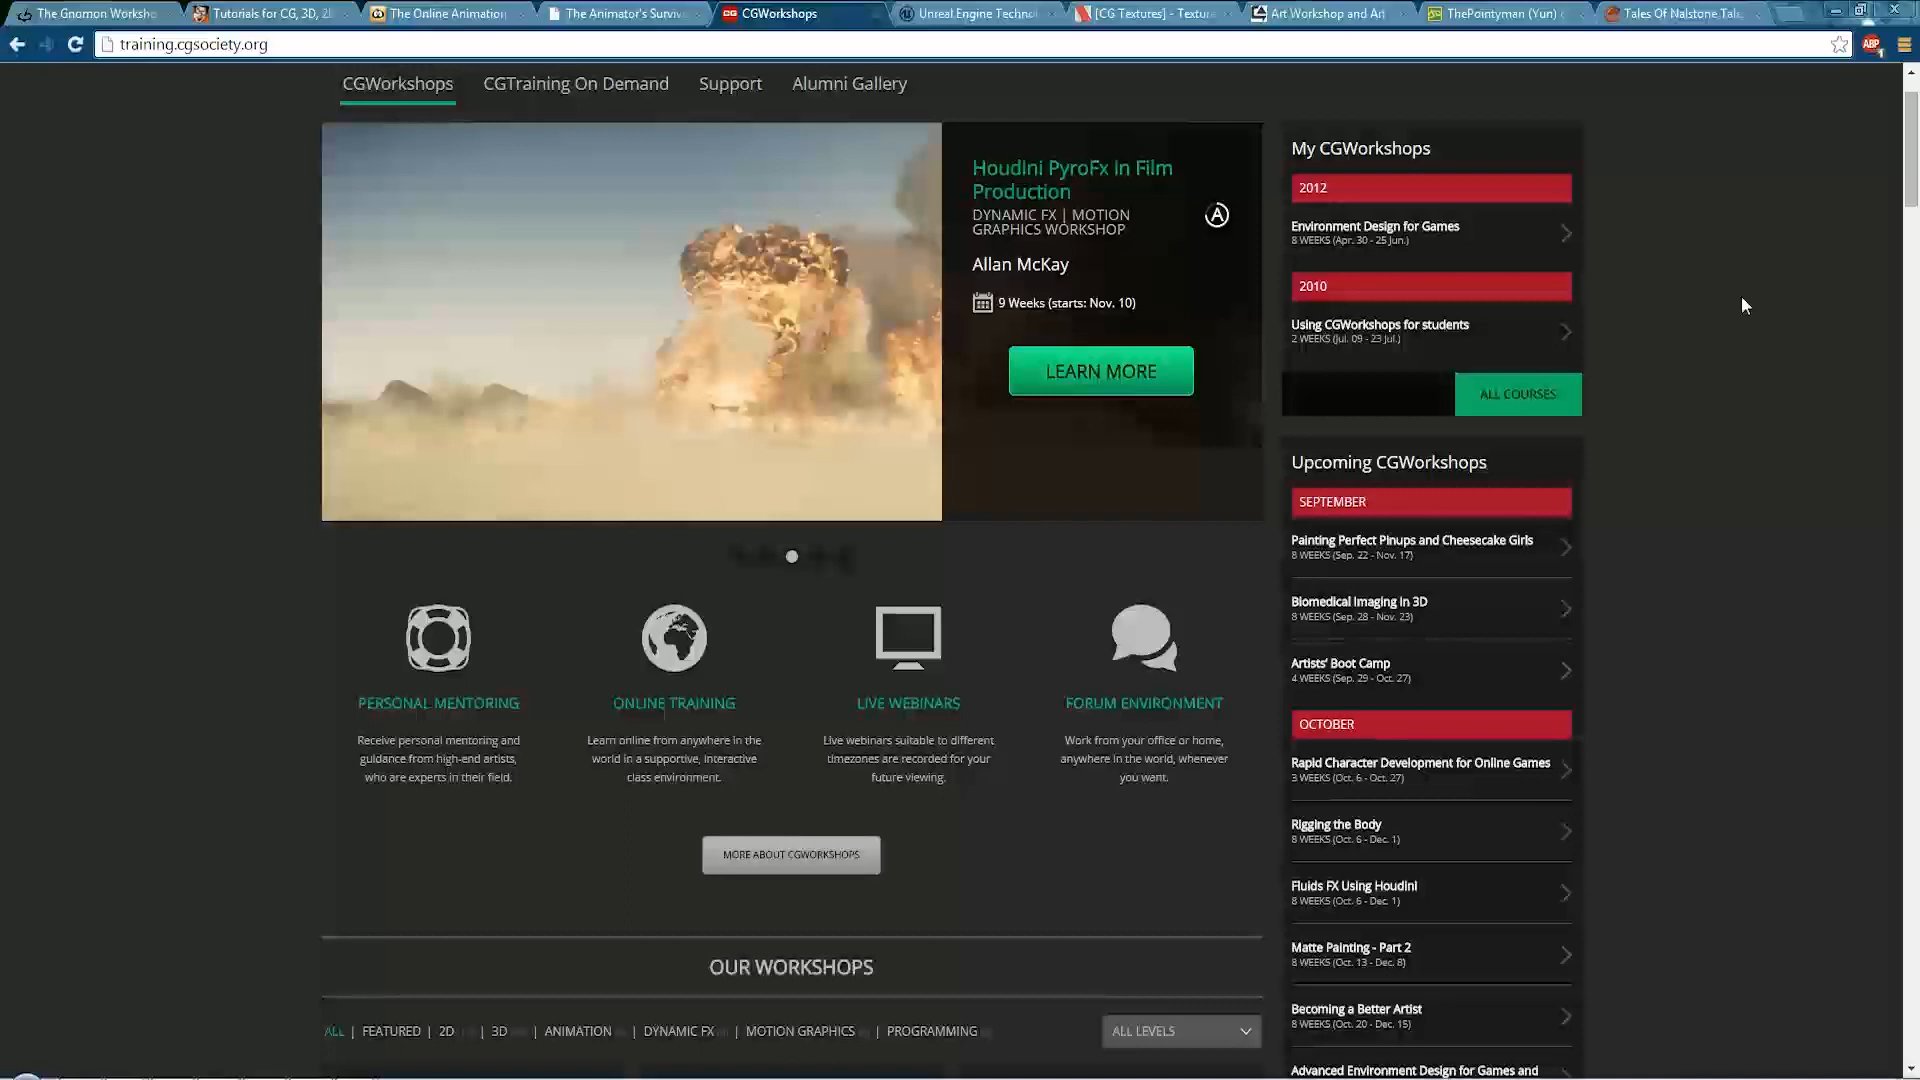 The Gnomon Worksho
Tutorials for CG, 3D, 2
The Online Animation
The Animator's Surviv
CGWorkshops
Unreal Engine Technol
[CG Textures] - Texture
Art Workshop and Art
ThePointyman (Yun)
Tales Of Nalstone Tale
training.cgsociety.org
ABP
CGWorkshops
CGTraining On Demand
Support
Alumni Gallery
Houdini PyroFx in Film
Production
DYNAMIC FX | MOTION
GRAPHICS WORKSHOP
A
Allan McKay
9 Weeks (starts: Nov. 10)
LEARN MORE
PERSONAL MENTORING
Receive personal mentoring and
guidance from high-end artists,
who are experts in their field.
ONLINE TRAINING
Learn online from anywhere in the
world in a supportive, interactive
class environment.
LIVE WEBINARS
Live webinars suitable to different
timezones are recorded for your
future viewing.
FORUM ENVIRONMENT
Work from your office or home,
anywhere in the world, whenever
you want.
MORE ABOUT CGWORKSHOPS
OUR WORKSHOPS
ALL | FEATURED | 2D | 3D | ANIMATION | DYNAMIC FX | MOTION GRAPHICS | PROGRAMMING
ALL LEVELS
My CGWorkshops
2012
Environment Design for Games
8 WEEKS (Apr. 30 - 25 Jun.)
2010
Using CGWorkshops for students
2 WEEKS (Jul. 09 - 23 Jul.)
ALL COURSES
Upcoming CGWorkshops
SEPTEMBER
Painting Perfect Pinups and Cheesecake Girls
8 WEEKS (Sep. 22 - Nov. 17)
Biomedical Imaging in 3D
8 WEEKS (Sep. 28 - Nov. 23)
Artists' Boot Camp
4 WEEKS (Sep. 29 - Oct. 27)
OCTOBER
Rapid Character Development for Online Games
3 WEEKS (Oct. 6 - Oct. 27)
Rigging the Body
8 WEEKS (Oct. 6 - Dec. 1)
Fluids FX Using Houdini
8 WEEKS (Oct. 6 - Dec. 1)
Matte Painting - Part 2
8 WEEKS (Oct. 13 - Dec. 8)
Becoming a Better Artist
8 WEEKS (Oct. 20 - Dec. 15)
Advanced Environment Design for Games and